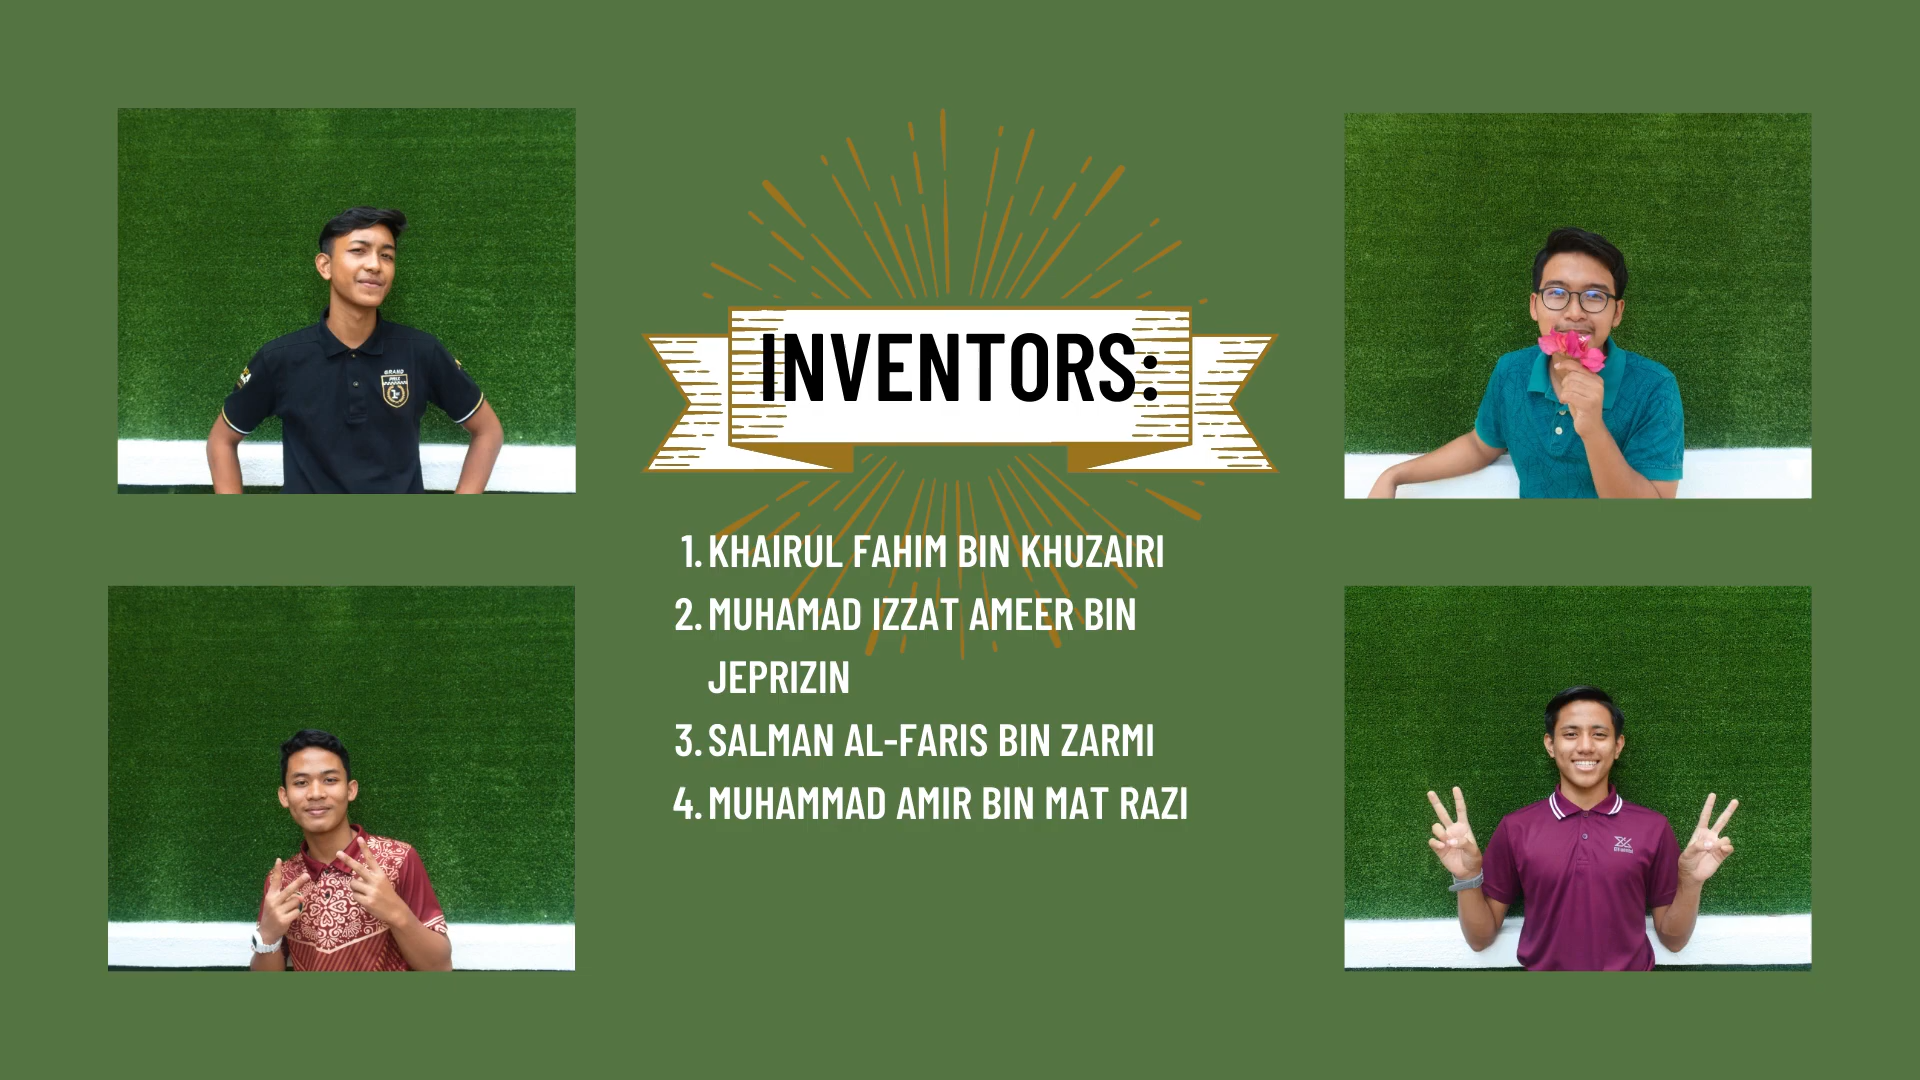 INVENTORS:
1. KHAIRUL FAHIM BIN KHUZAIRI
2. MUHAMAD IZZAT AMEER BIN
JEPRIZIN
3. SALMAN AL-FARIS BIN ZARMI
4. MUHAMMAD AMIR BIN MAT RAZI
GRAND